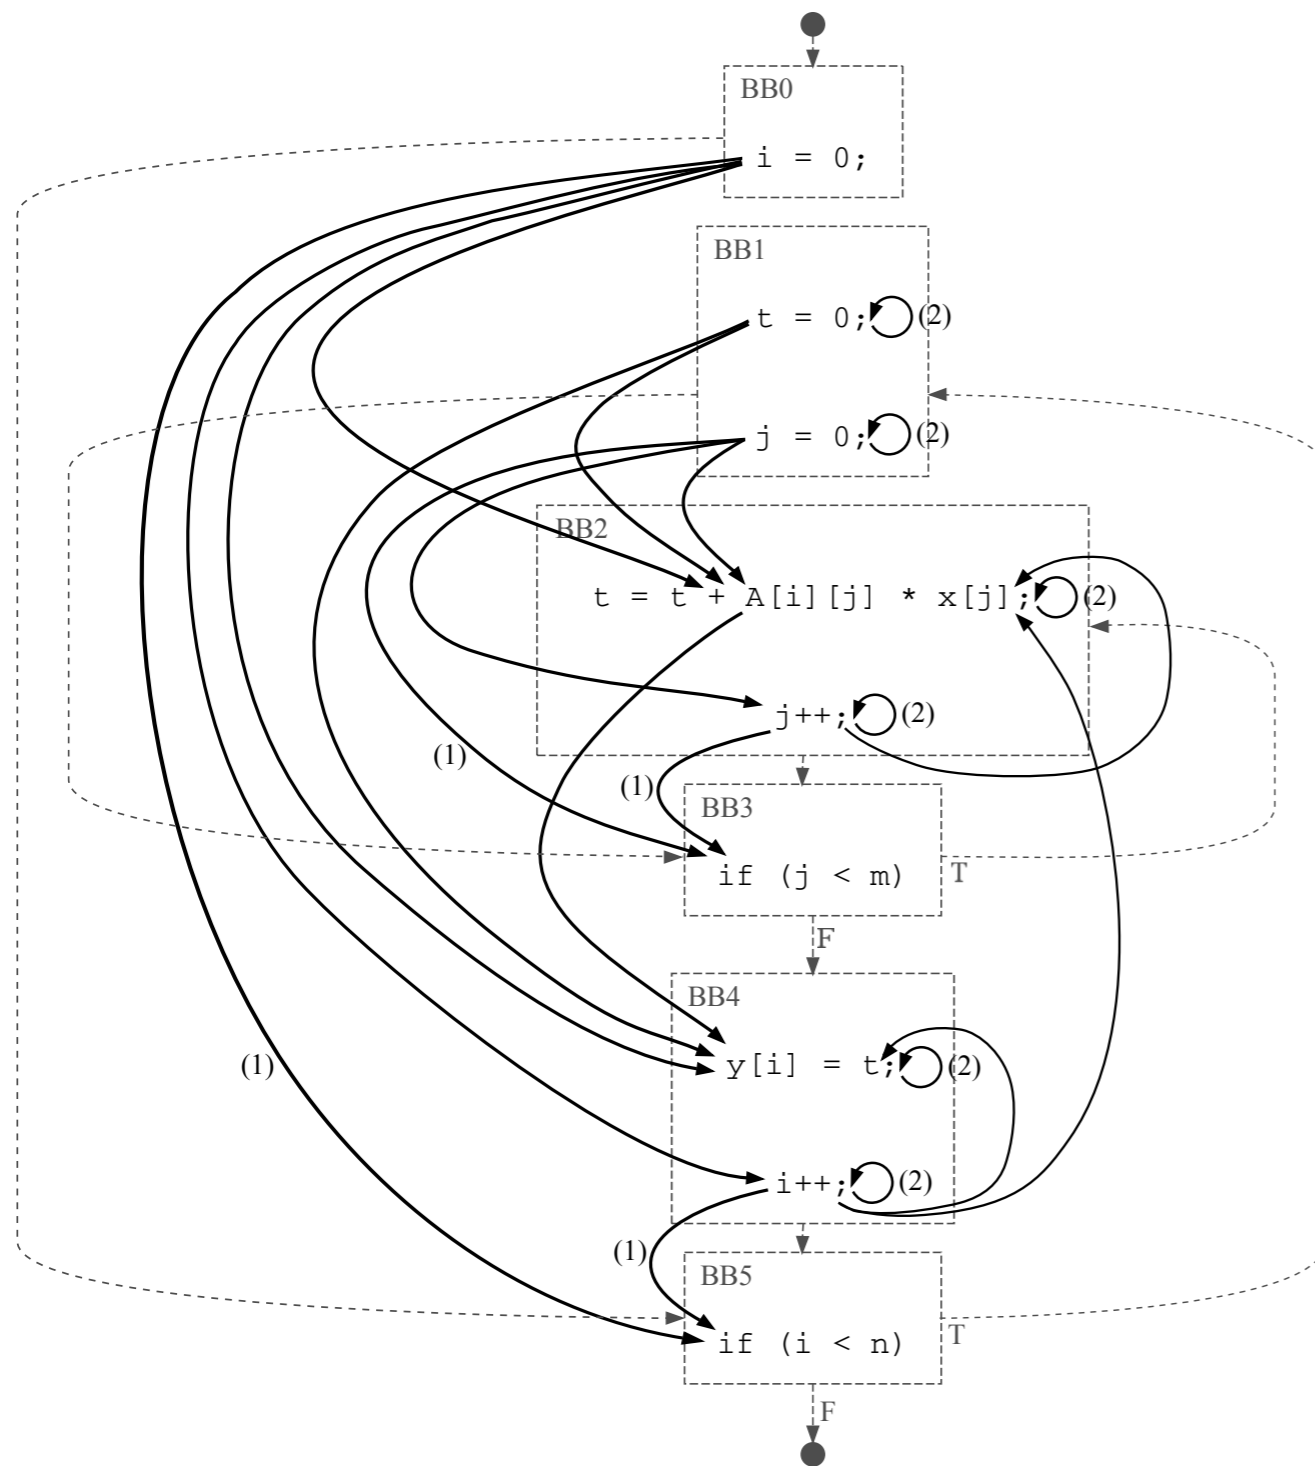 BB0
i = 0;
BB1
t = 0; (2)
j = 0; (2)
BB2
t = t + A[i][j] * x[j]; (2)
j++; (2)
(1)
(1)
BB3
if (j < m)
T
F
BB4
y[i] = t; (2)
(1)
i++; (2)
(1)
BB5
if (i < n)
T
F